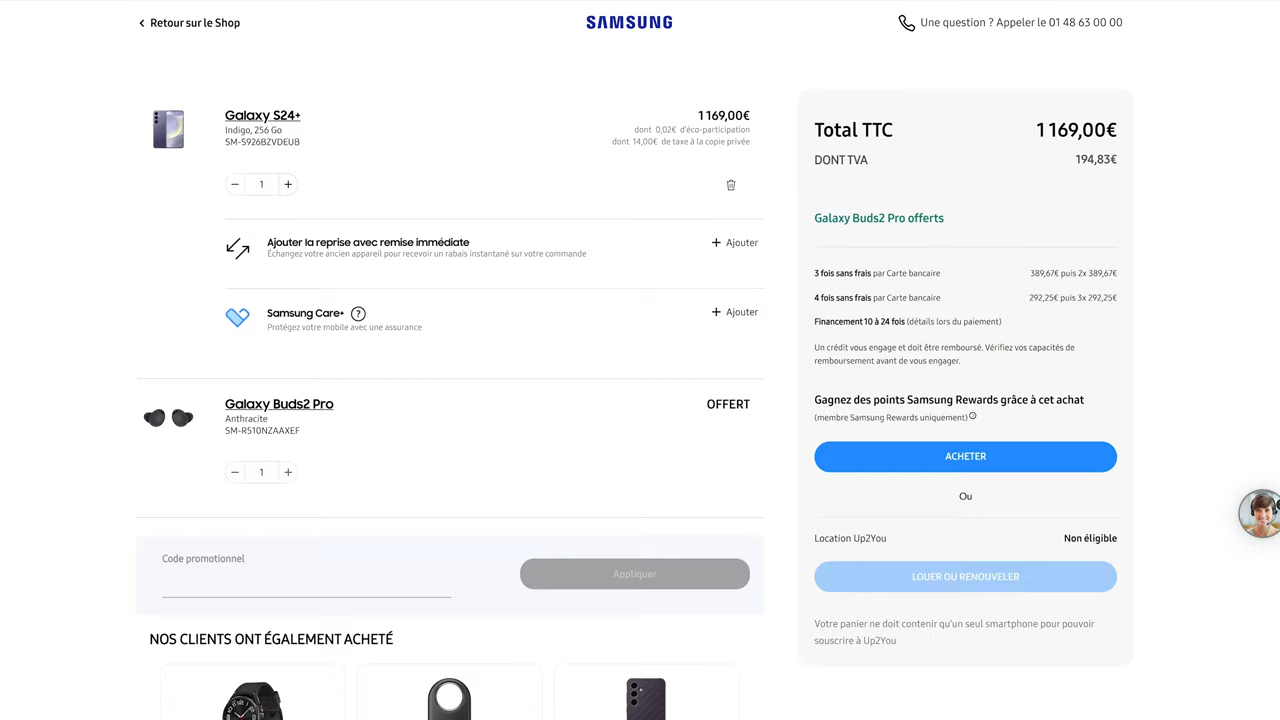 Retour sur le Shop
SAMSUNG
Une question ? Appeler le 01 48 63 00 00
Galaxy S24+
1 169,00€
Indigo, 256 Go
dont 0,02€ d'éco-participation
SM-S926BZVDEUB
dont 14,00€ de taxe à la copie privée
1
Ajouter la reprise avec remise immédiate
Échangez votre ancien appareil pour recevoir un rabais instantané sur votre commande
Ajouter
Samsung Care+ ?
Protégez votre mobile avec une assurance
Ajouter
Galaxy Buds2 Pro
OFFERT
Anthracite
SM-R510NZAAXEF
1
Code promotionnel
Appliquer
NOS CLIENTS ONT ÉGALEMENT ACHETÉ
Total TTC
1 169,00€
DONT TVA
194,83€
Galaxy Buds2 Pro offerts
3 fois sans frais par Carte bancaire
389,67€ puis 2x 389,67€
4 fois sans frais par Carte bancaire
292,25€ puis 3x 292,25€
Financement 10 à 24 fois (détails lors du paiement)
Un crédit vous engage et doit être remboursé. Vérifiez vos capacités de
remboursement avant de vous engager.
Gagnez des points Samsung Rewards grâce à cet achat
(membre Samsung Rewards uniquement)
ACHETER
Ou
Location Up2You
Non éligible
LOUER OU RENOUVELER
Votre panier ne doit contenir qu'un seul smartphone pour pouvoir
souscrire à Up2You